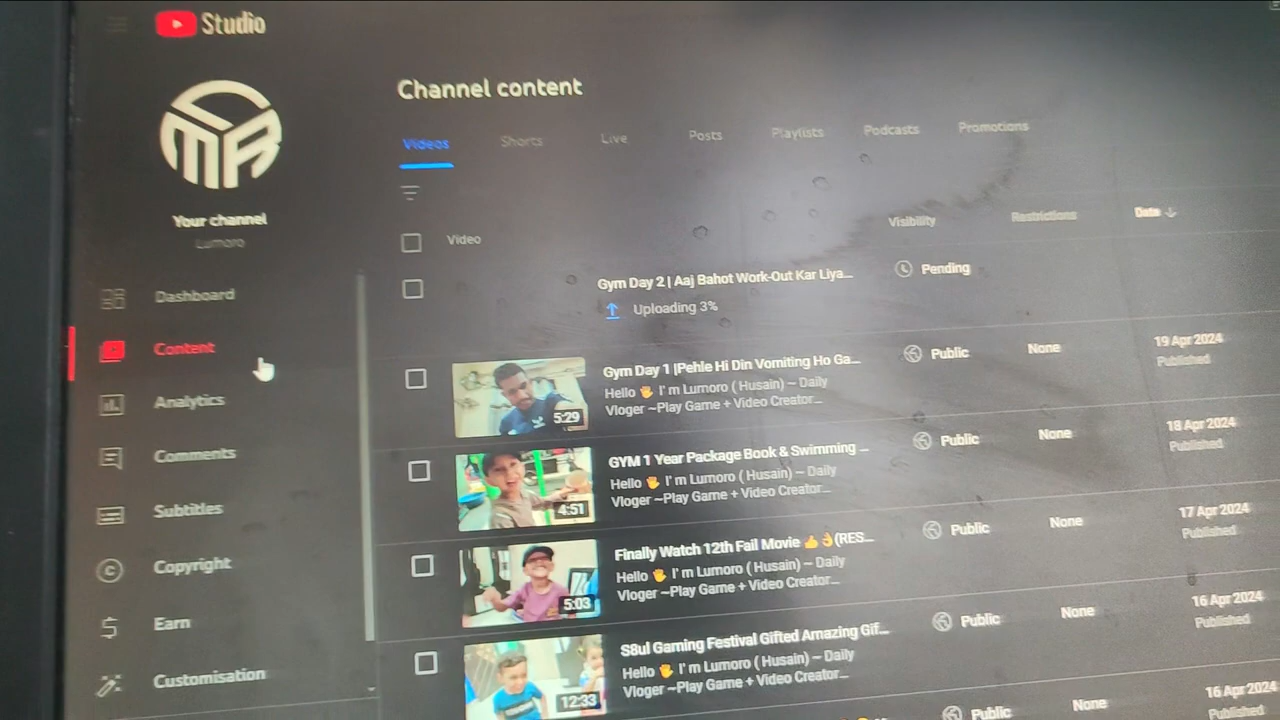 Studio
MR
Your channel
Lumoro
Dashboard
Content
Analytics
Comments
Subtitles
Copyright
Earn
Customisation
Channel content
Videos Shorts Live Posts Playlists Podcasts Promotions
Video Visibility Restrictions Date ↓
Gym Day 2 | Aaj Bahot Work-Out Kar Liya... Pending
Uploading 3%
Gym Day 1 |Pehle Hi Din Vomiting Ho Ga... Public None 19 Apr 2024
Hello 🖐 I' m Lumoro ( Husain) ~ Daily Published
Vloger ~Play Game + Video Creator...
5:29
GYM 1 Year Package Book & Swimming ... Public None 18 Apr 2024
Hello 🖐 I' m Lumoro ( Husain) ~ Daily Published
Vloger ~Play Game + Video Creator...
4:51
Finally Watch 12th Fail Movie 👍👌(RES... Public None 17 Apr 2024
Hello 🖐 I' m Lumoro ( Husain) ~ Daily Published
Vloger ~Play Game + Video Creator...
5:03
S8ul Gaming Festival Gifted Amazing Gif... Public None 16 Apr 2024
Hello 🖐 I' m Lumoro ( Husain) ~ Daily Published
Vloger ~Play Game + Video Creator...
12:33
Public None 16 Apr 2024
Published